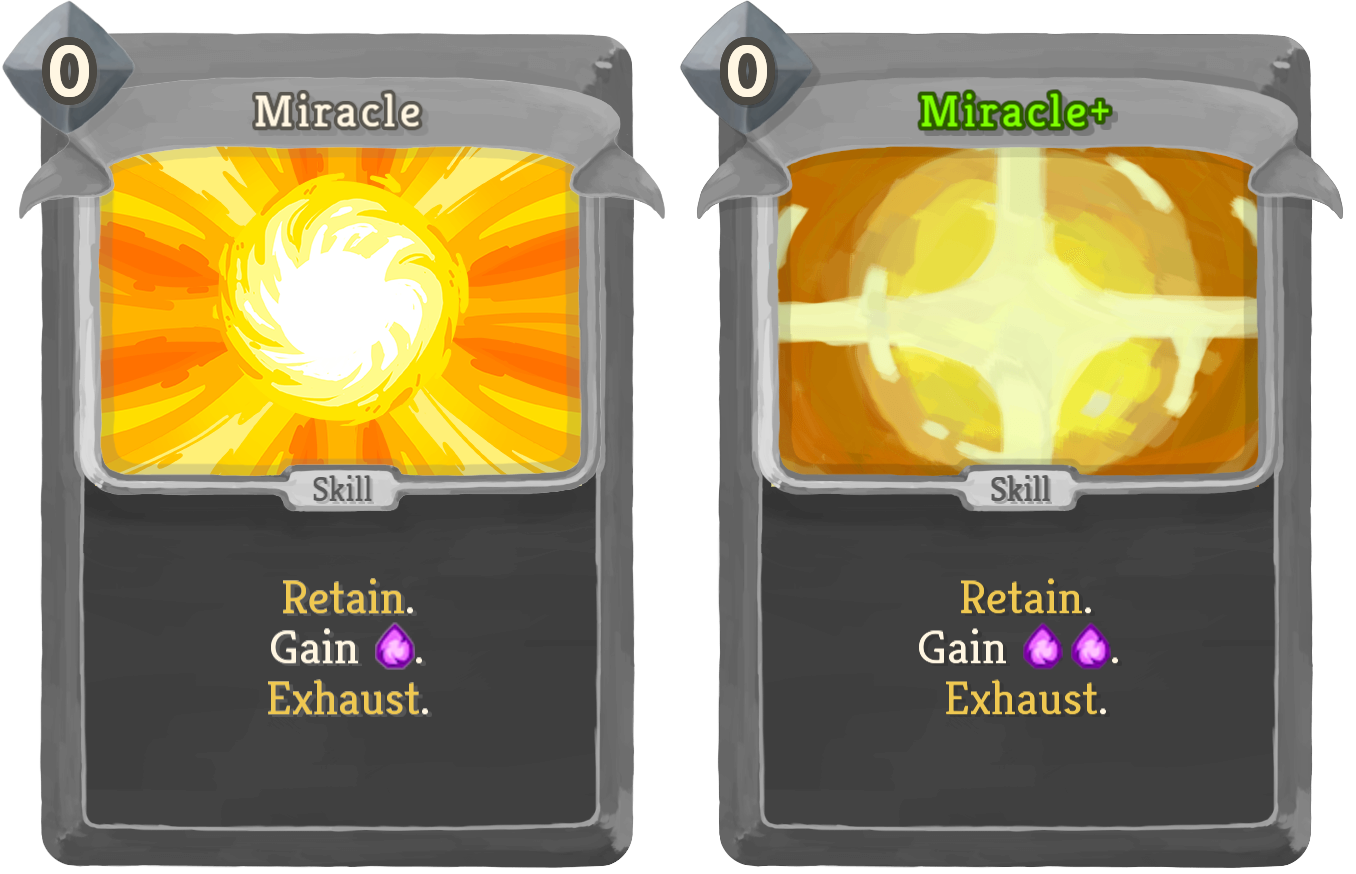 0
Miracle
Skill
Retain.
Gain .
Exhaust.
0
Miracle+
Skill
Retain.
Gain .
Exhaust.